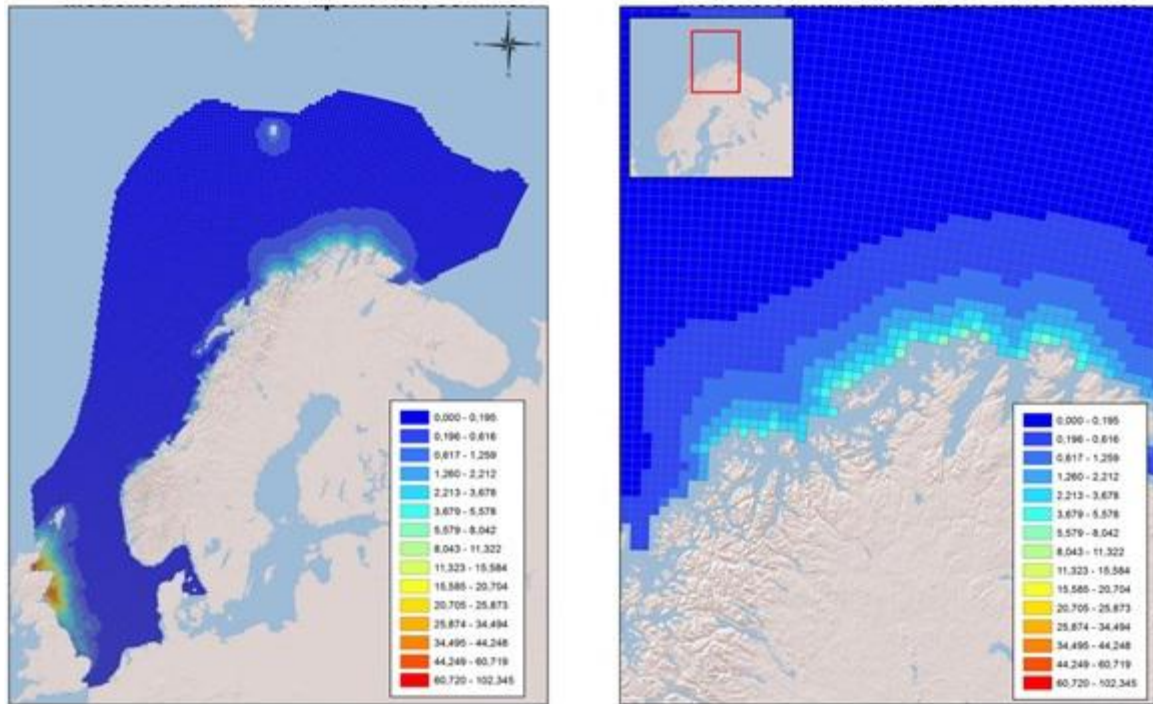 0,000 - 0,195
0,196 - 0,616
0,617 - 1,259
1,260 - 2,212
2,213 - 3,678
3,679 - 5,578
5,579 - 8,042
8,043 - 11,322
11,323 - 15,584
15,585 - 20,704
20,705 - 25,873
25,874 - 34,494
34,495 - 44,248
44,249 - 60,719
60,720 - 102,345
0,000 - 0,195
0,196 - 0,616
0,617 - 1,259
1,260 - 2,212
2,213 - 3,678
3,679 - 5,578
5,579 - 8,042
8,043 - 11,322
11,323 - 15,584
15,585 - 20,704
20,705 - 25,873
25,874 - 34,494
34,495 - 44,248
44,249 - 60,719
60,720 - 102,345